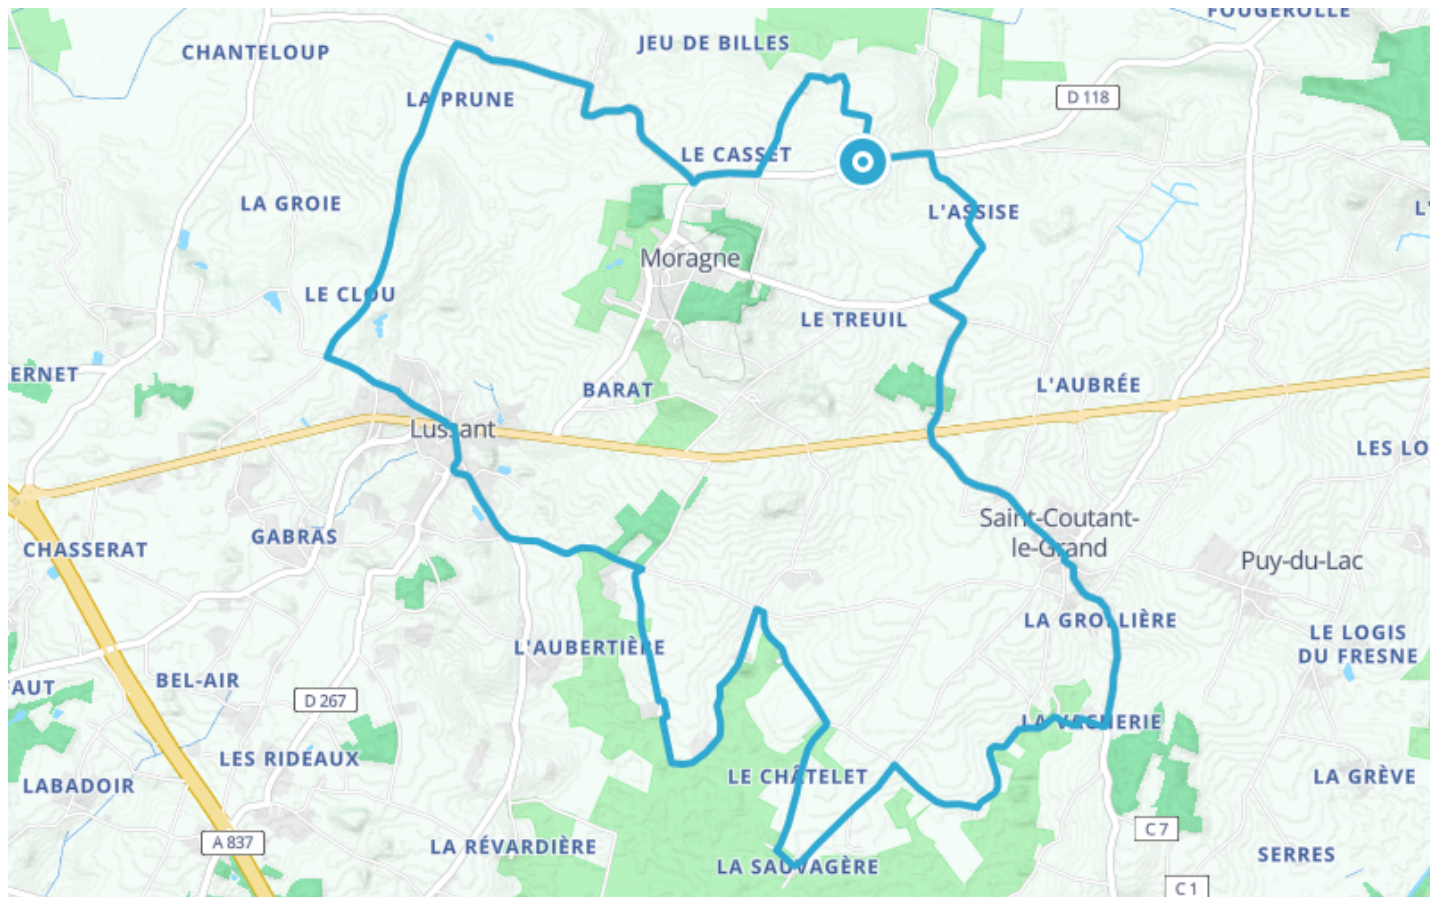 FOUGEROLLE
CHANTELOUP
JEU DE BILLES
LA PRUNE
D 118
LE CASSET
LA GROIE
L'ASSISE
L'
Moragne
LE CLOU
LE TREUIL
ERNET
BARAT
L'AUBRÉE
Lussant
LES LO
Saint-Coutant-
le-Grand
GABRAS
CHASSERAT
Puy-du-Lac
LA GROLLIÈRE
LE LOGIS
DU FRESNE
L'AUBERTIÈRE
FAUT
BEL-AIR
D 267
LA VACHERIE
LES RIDEAUX
LE CHÂTELET
LA GRÈVE
LABADOIR
C 7
A 837
LA RÉVARDIÈRE
SERRES
LA SAUVAGÈRE
C 1